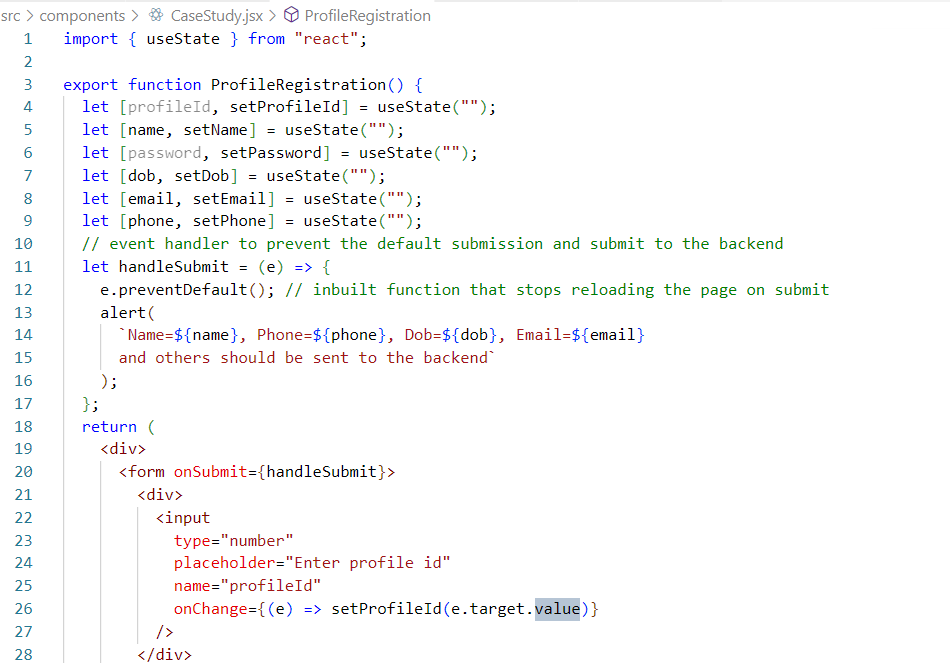 src > components > CaseStudy.jsx > ProfileRegistration
1 import { useState } from "react";
2
3 export function ProfileRegistration() {
4 let [profileId, setProfileId] = useState("");
5 let [name, setName] = useState("");
6 let [password, setPassword] = useState("");
7 let [dob, setDob] = useState("");
8 let [email, setEmail] = useState("");
9 let [phone, setPhone] = useState("");
10 // event handler to prevent the default submission and submit to the backend
11 let handleSubmit = (e) => {
12 e.preventDefault(); // inbuilt function that stops reloading the page on submit
13 alert(
14 `Name=${name}, Phone=${phone}, Dob=${dob}, Email=${email}
15 and others should be sent to the backend`
16 );
17 };
18 return (
19 <div>
20 <form onSubmit={handleSubmit}>
21 <div>
22 <input
23 type="number"
24 placeholder="Enter profile id"
25 name="profileId"
26 onChange={(e) => setProfileId(e.target.value)}
27 />
28 </div>